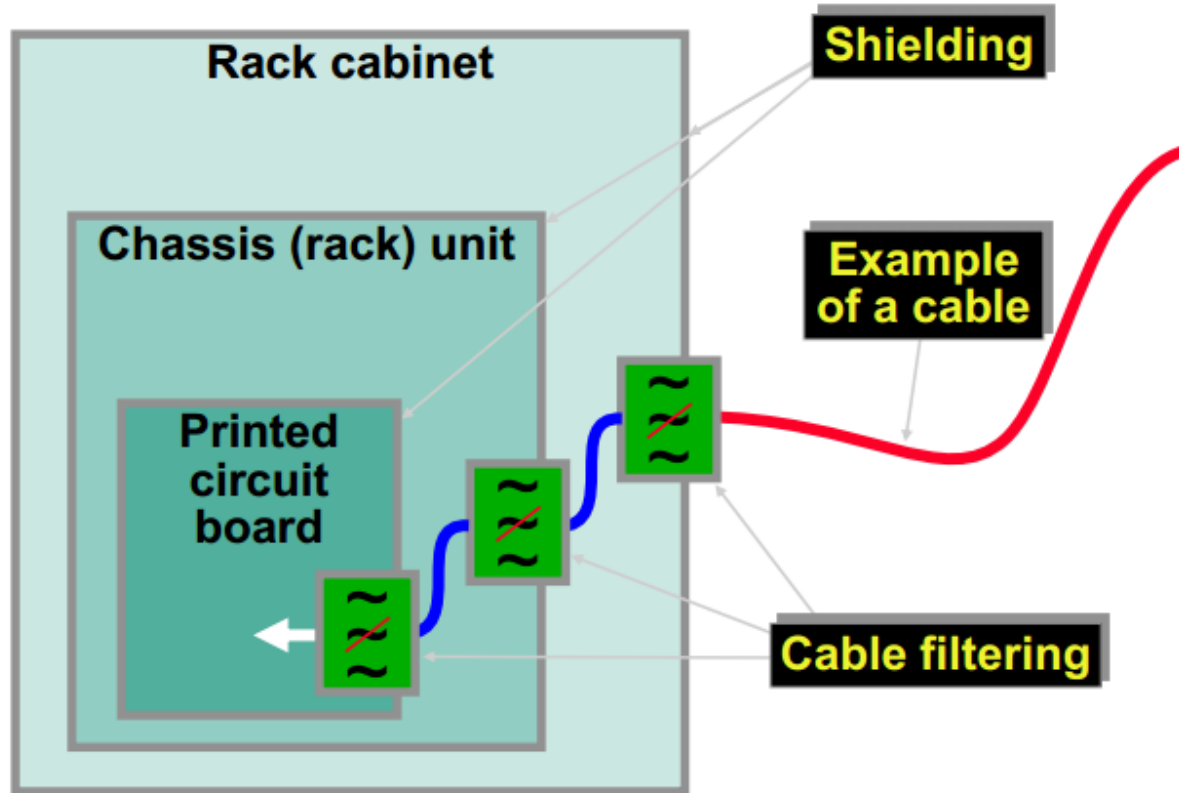 Rack cabinet
Shielding
Chassis (rack) unit
Example
of a cable
Printed
circuit
board
Cable filtering